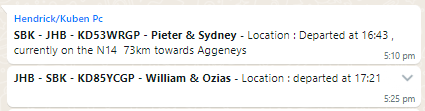 Hendrick/Kuben Pc
SBK - JHB - KD53WRGP - Pieter & Sydney - Location : Departed at 16:43 ,
currently on the N14  73km towards Aggeneys
5:10 pm
JHB - SBK - KD85YCGP - William & Ozias - Location : departed at 17:21
5:25 pm